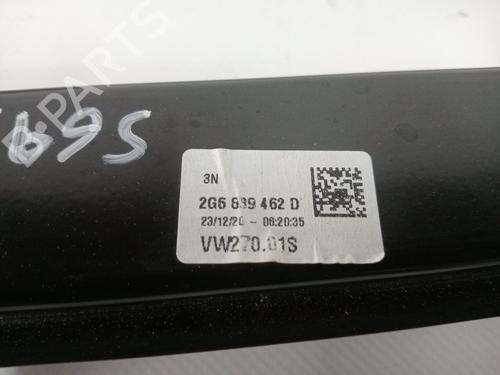 B-PARTS
3N
2G6 839 462 D
23/12/20 - 06:20:35
VW270.01S